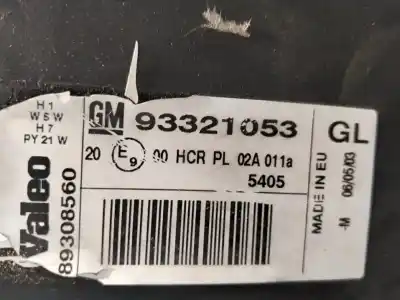 H1
W5W
H7
PY21W
Valeo
89308560
GM 93321053
20 E9 00 HCR PL 02A 011a
5405
GL
MADE IN EU
-M 06/05/03